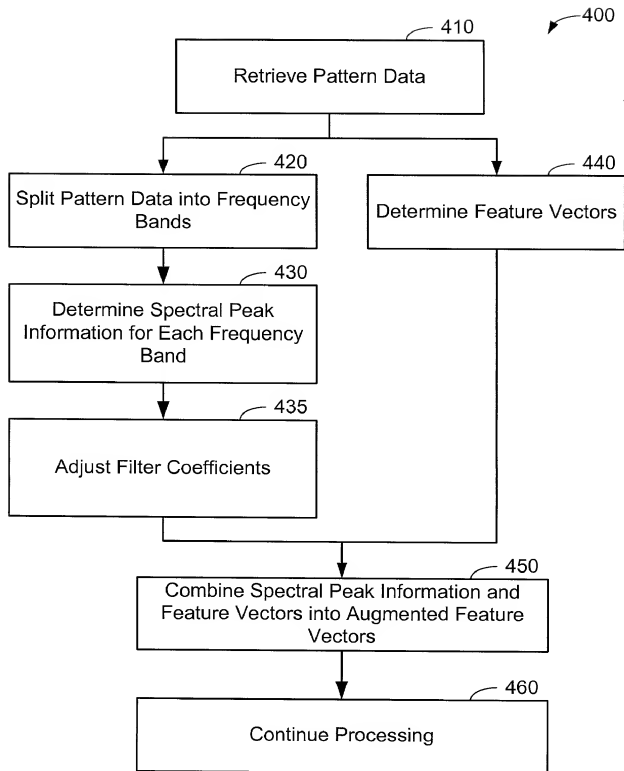 400
410
Retrieve Pattern Data
420
Split Pattern Data into Frequency
Bands
440
Determine Feature Vectors
430
Determine Spectral Peak
Information for Each Frequency
Band
435
Adjust Filter Coefficients
450
Combine Spectral Peak Information and
Feature Vectors into Augmented Feature
Vectors
460
Continue Processing